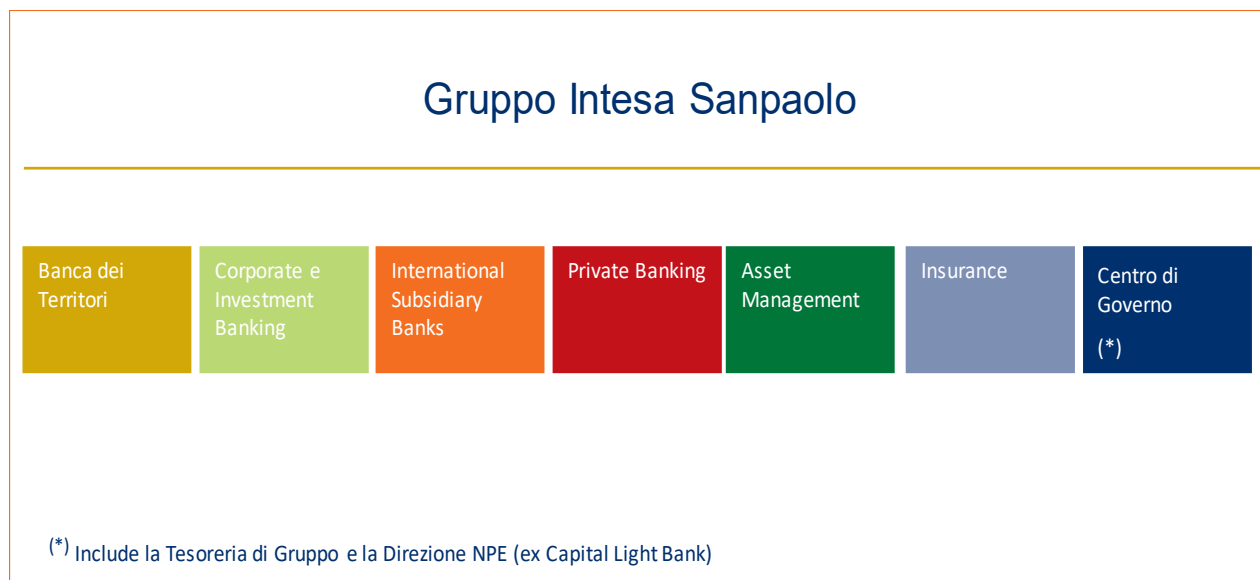 Gruppo Intesa Sanpaolo
Banca dei
Territori
Corporate e
Investment
Banking
International
Subsidiary
Banks
Private Banking
Asset
Management
Insurance
Centro di
Governo
(*)
(*) Include la Tesoreria di Gruppo e la Direzione NPE (ex Capital Light Bank)